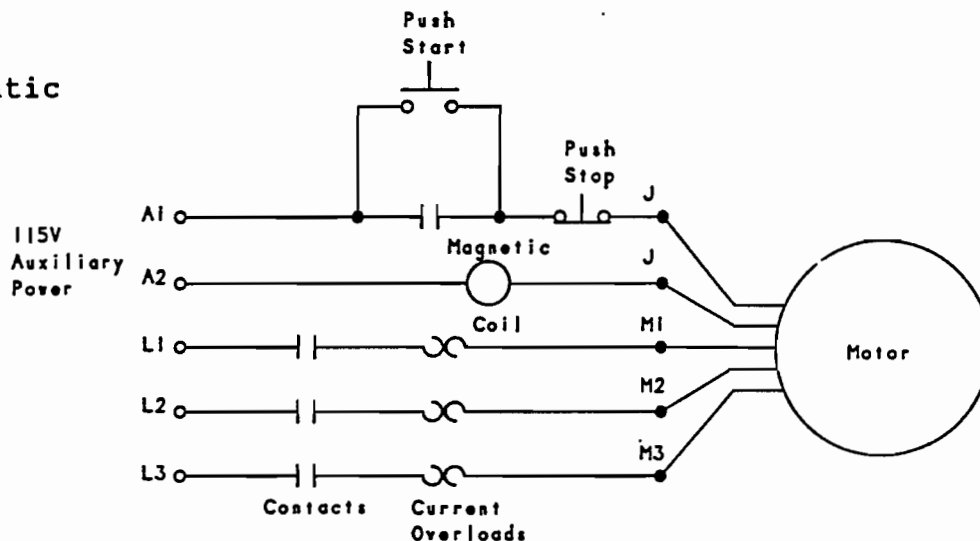 Push
Start
Push
Stop
J
A1
115V
Auxiliary
Power
Magnetic
J
A2
Coil
L1
M1
Motor
L2
M2
L3
M3
Contacts
Current
Overloads